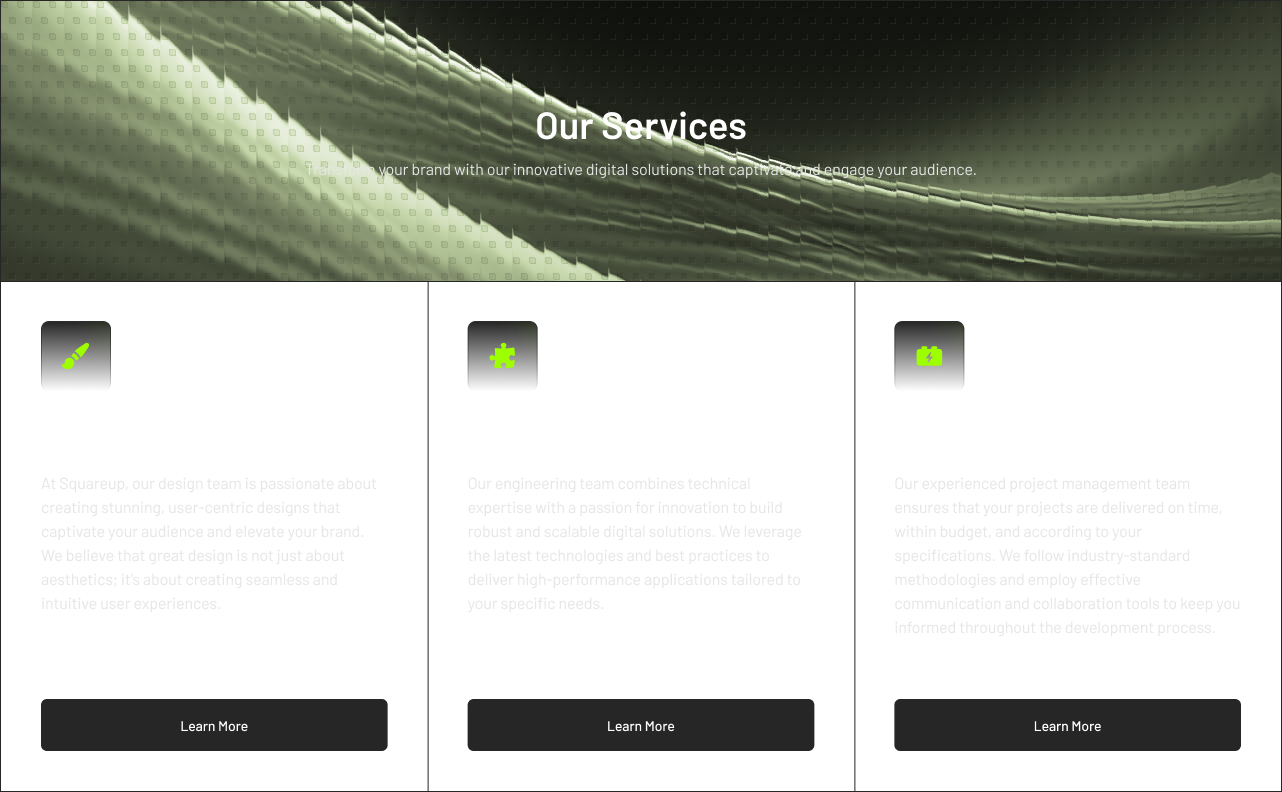 Our Services
Transform your brand with our innovative digital solutions that captivate and engage your audience.
At Squareup, our design team is passionate about
creating stunning, user-centric designs that
captivate your audience and elevate your brand.
We believe that great design is not just about
aesthetics; it's about creating seamless and
intuitive user experiences.
Learn More
Our engineering team combines technical
expertise with a passion for innovation to build
robust and scalable digital solutions. We leverage
the latest technologies and best practices to
deliver high-performance applications tailored to
your specific needs.
Learn More
Our experienced project management team
ensures that your projects are delivered on time,
within budget, and according to your
specifications. We follow industry-standard
methodologies and employ effective
communication and collaboration tools to keep you
informed throughout the development process.
Learn More